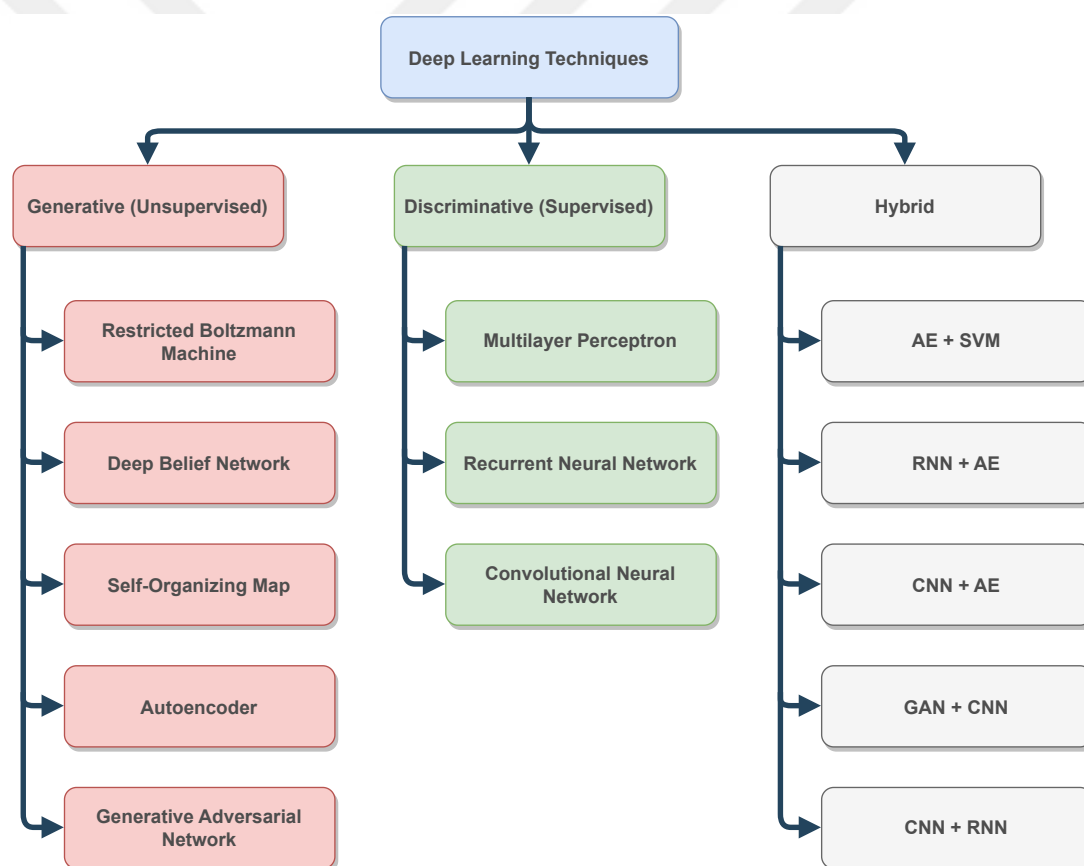 Deep Learning Techniques
Generative (Unsupervised)
Discriminative (Supervised)
Hybrid
Restricted Boltzmann
Machine
Deep Belief Network
Self-Organizing Map
Autoencoder
Generative Adversarial
Network
Multilayer Perceptron
Recurrent Neural Network
Convolutional Neural
Network
AE + SVM
RNN + AE
CNN + AE
GAN + CNN
CNN + RNN